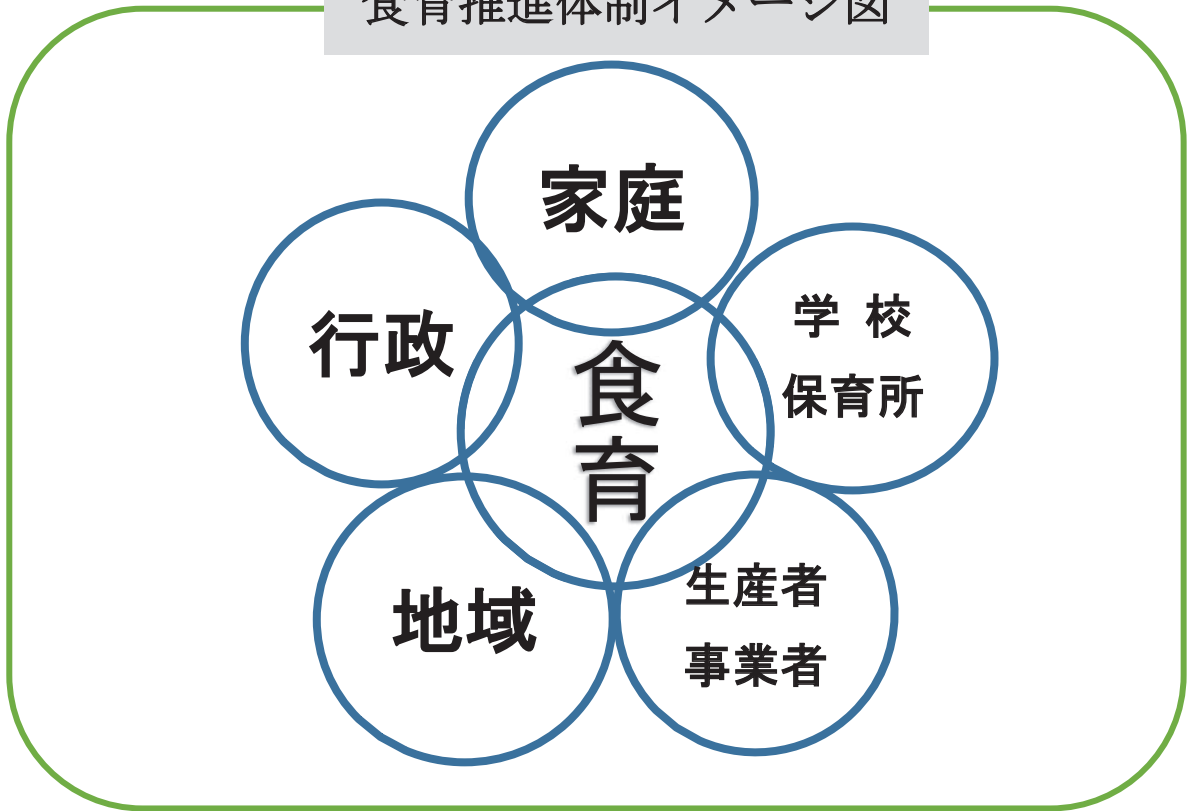 食育推進体制イメージ図
家庭
行政
学 校
保育所
食育
地域
生産者
事業者